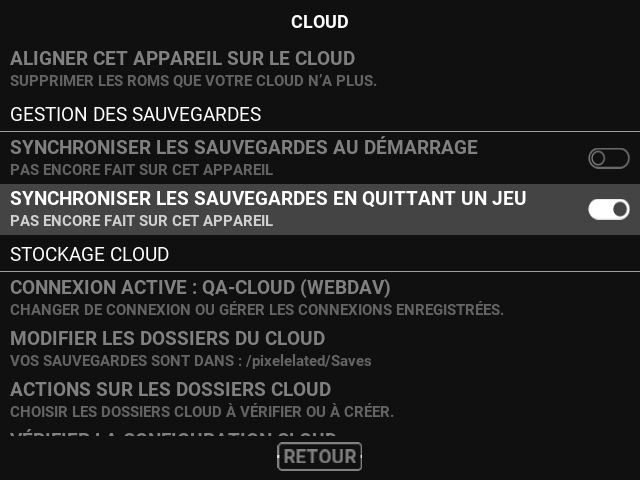 CLOUD
ALIGNER CET APPAREIL SUR LE CLOUD
SUPPRIMER LES ROMS QUE VOTRE CLOUD N’A PLUS.
GESTION DES SAUVEGARDES
SYNCHRONISER LES SAUVEGARDES AU DÉMARRAGE
PAS ENCORE FAIT SUR CET APPAREIL
SYNCHRONISER LES SAUVEGARDES EN QUITTANT UN JEU
PAS ENCORE FAIT SUR CET APPAREIL
STOCKAGE CLOUD
CONNEXION ACTIVE : QA-CLOUD (WEBDAV)
CHANGER DE CONNEXION OU GÉRER LES CONNEXIONS ENREGISTRÉES.
MODIFIER LES DOSSIERS DU CLOUD
VOS SAUVEGARDES SONT DANS : /pixelelated/Saves
ACTIONS SUR LES DOSSIERS CLOUD
CHOISIR LES DOSSIERS CLOUD À VÉRIFIER OU À CRÉER.
VÉRIFIER LA CONFIGURATION CLOUD
RETOUR